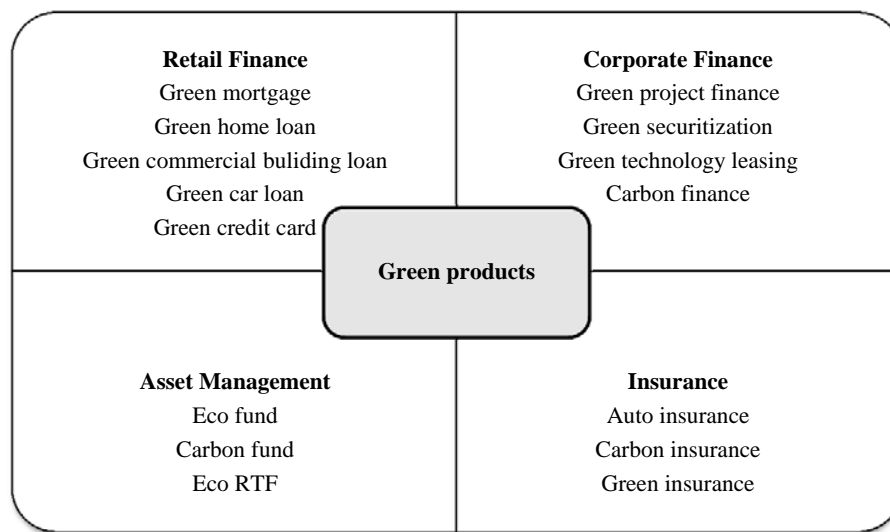 Retail Finance
Green mortgage
Green home loan
Green commercial buliding loan
Green car loan
Green credit card
Corporate Finance
Green project finance
Green securitization
Green technology leasing
Carbon finance
Green products
Asset Management
Eco fund
Carbon fund
Eco RTF
Insurance
Auto insurance
Carbon insurance
Green insurance